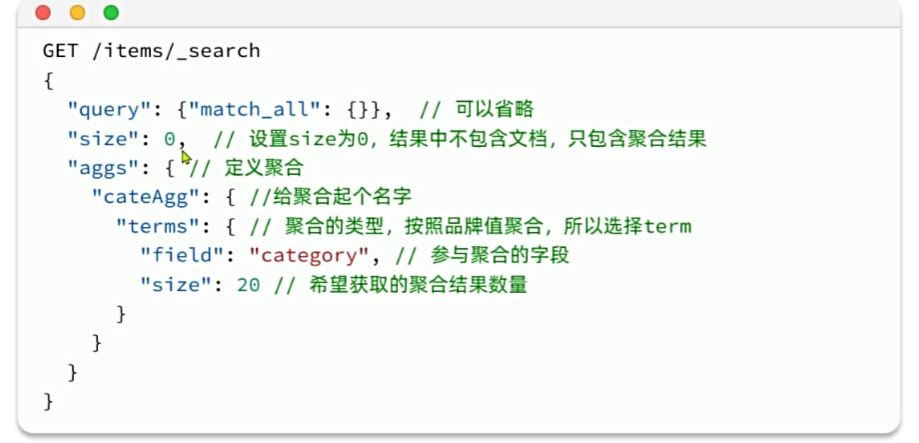 GET /items/_search
{
  "query": {"match_all": {}},  // 可以省略
  "size": 0,  // 设置size为0，结果中不包含文档，只包含聚合结果
  "aggs": { // 定义聚合
    "cateAgg": { //给聚合起个名字
      "terms": { // 聚合的类型，按照品牌值聚合，所以选择term
        "field": "category", // 参与聚合的字段
        "size": 20 // 希望获取的聚合结果数量
      }
    }
  }
}